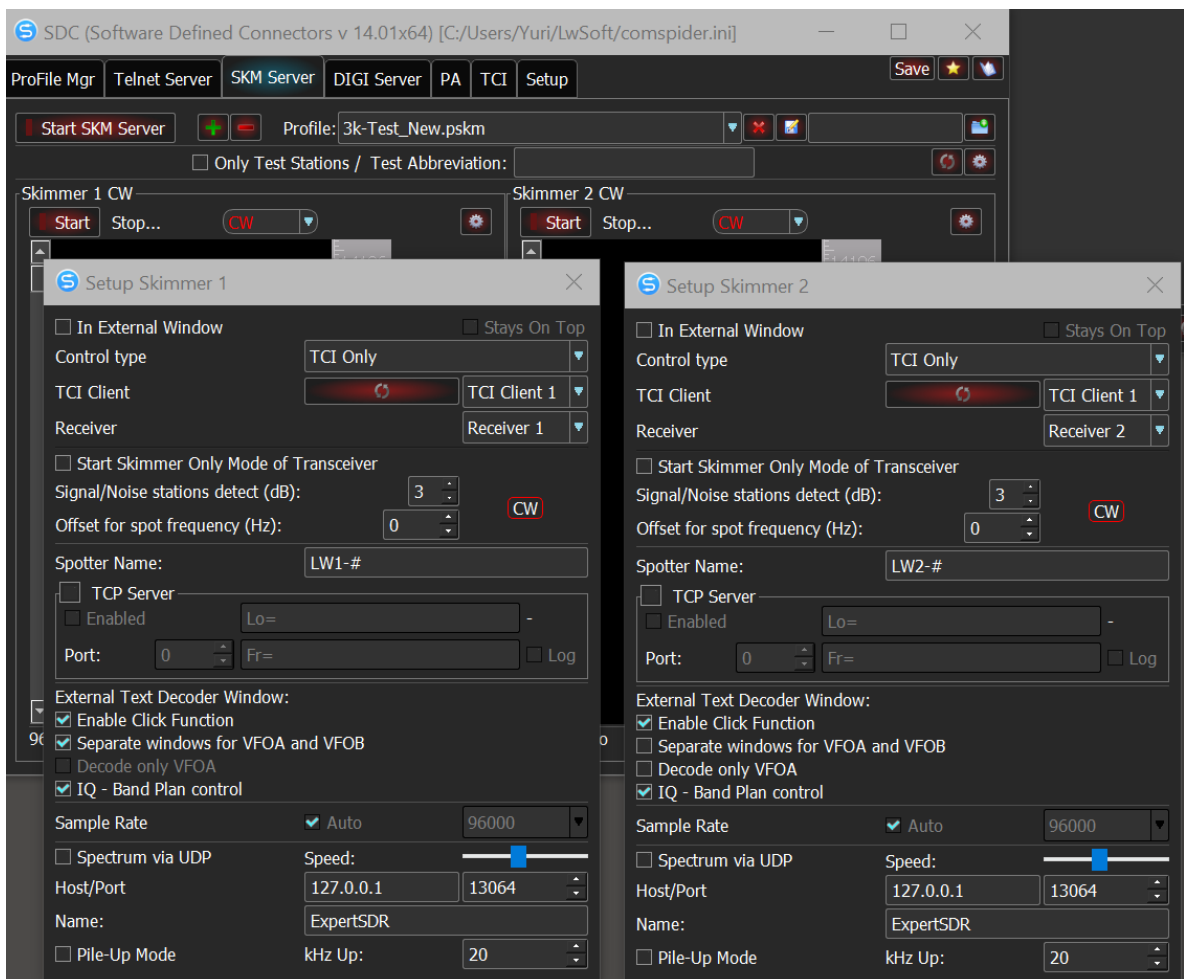 SDC (Software Defined Connectors v 14.01x64) [C:/Users/Yuri/LwSoft/comspider.ini]
ProFile Mgr Telnet Server SKM Server DIGI Server PA TCI Setup Save
Start SKM Server Profile: 3k-Test_New.pskm
Only Test Stations / Test Abbreviation:
Skimmer 1 CW
Start Stop... CW
Skimmer 2 CW
Start Stop... CW
Setup Skimmer 1
In External Window Stays On Top
Control type TCI Only
TCI Client TCI Client 1
Receiver Receiver 1
Start Skimmer Only Mode of Transceiver
Signal/Noise stations detect (dB): 3
CW
Offset for spot frequency (Hz): 0
Spotter Name: LW1-#
TCP Server
Enabled Lo= -
Port: 0 Fr= Log
External Text Decoder Window:
Enable Click Function
Separate windows for VFOA and VFOB
Decode only VFOA
IQ - Band Plan control
Sample Rate Auto 96000
Spectrum via UDP Speed:
Host/Port 127.0.0.1 13064
Name: ExpertSDR
Pile-Up Mode kHz Up: 20
Setup Skimmer 2
In External Window Stays On Top
Control type TCI Only
TCI Client TCI Client 1
Receiver Receiver 2
Start Skimmer Only Mode of Transceiver
Signal/Noise stations detect (dB): 3
CW
Offset for spot frequency (Hz): 0
Spotter Name: LW2-#
TCP Server
Enabled Lo= -
Port: 0 Fr= Log
External Text Decoder Window:
Enable Click Function
Separate windows for VFOA and VFOB
Decode only VFOA
IQ - Band Plan control
Sample Rate Auto 96000
Spectrum via UDP Speed:
Host/Port 127.0.0.1 13064
Name: ExpertSDR
Pile-Up Mode kHz Up: 20